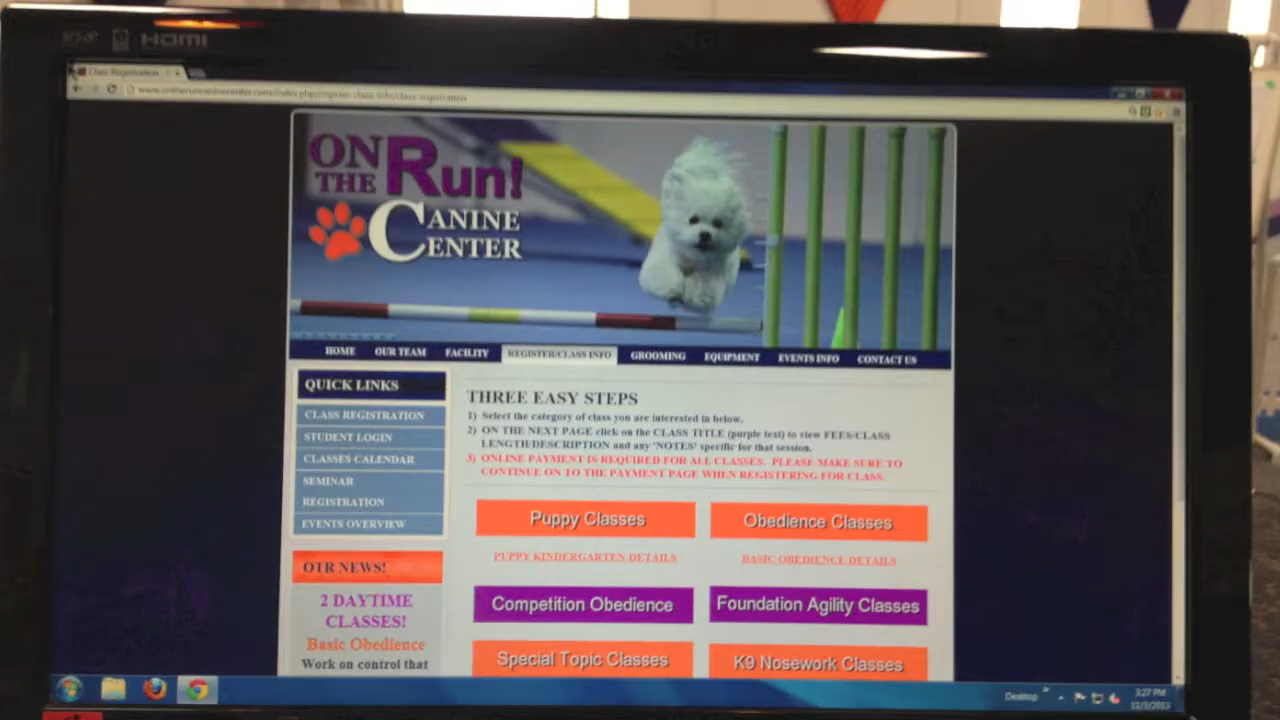 HDMI
Class Registration
ON THE Run!
CANINE CENTER
HOME OUR TEAM FACILITY REGISTER/CLASS INFO GROOMING EQUIPMENT EVENTS INFO CONTACT US
QUICK LINKS
CLASS REGISTRATION
STUDENT LOGIN
CLASSES CALENDAR
SEMINAR
REGISTRATION
EVENTS OVERVIEW
OTR NEWS!
2 DAYTIME
CLASSES!
Basic Obedience
Work on control that
THREE EASY STEPS
1) Select the category of class you are interested in below.
2) ON THE NEXT PAGE click on the CLASS TITLE (purple text) to view FEES/CLASS
LENGTH/DESCRIPTION and any 'NOTES' specific for that session.
3) ONLINE PAYMENT IS REQUIRED FOR ALL CLASSES. PLEASE MAKE SURE TO
CONTINUE ON TO THE PAYMENT PAGE WHEN REGISTERING FOR CLASS.
Puppy Classes Obedience Classes
PUPPY KINDERGARTEN DETAILS BASIC OBEDIENCE DETAILS
Competition Obedience Foundation Agility Classes
Special Topic Classes K9 Nosework Classes
Desktop
3:27 PM